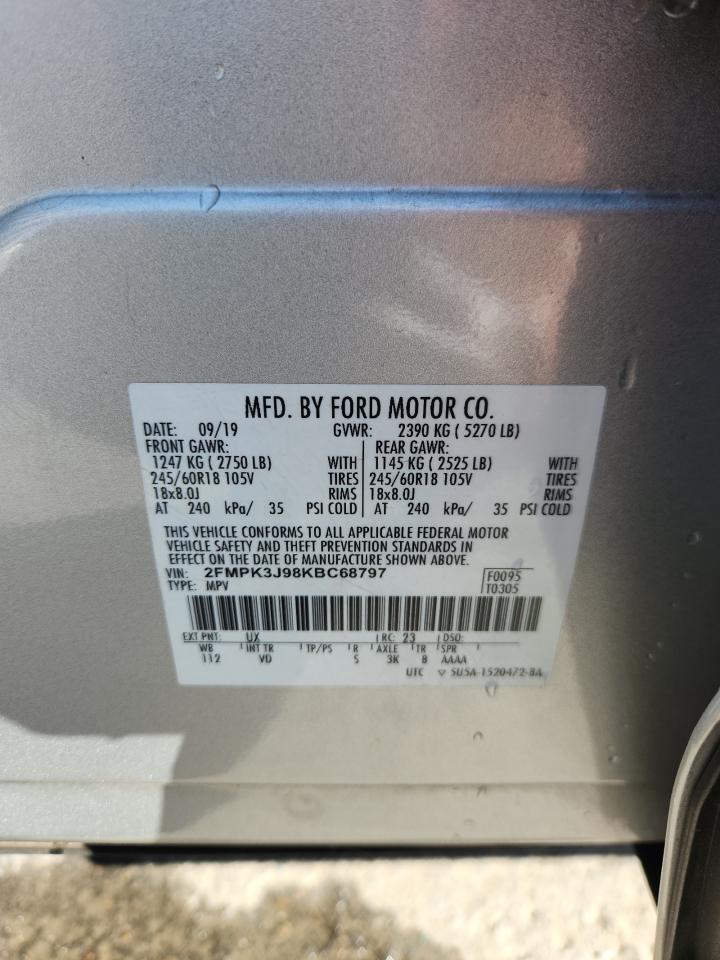 MFD. BY FORD MOTOR CO.
DATE: 09/19 GVWR: 2390 KG ( 5270 LB)
FRONT GAWR: REAR GAWR:
1247 KG ( 2750 LB) WITH 1145 KG ( 2525 LB) WITH
245/60R18 105V TIRES 245/60R18 105V TIRES
18x8.0J RIMS 18x8.0J RIMS
AT 240 kPa/ 35 PSI COLD AT 240 kPa/ 35 PSI COLD
THIS VEHICLE CONFORMS TO ALL APPLICABLE FEDERAL MOTOR
VEHICLE SAFETY AND THEFT PREVENTION STANDARDS IN
EFFECT ON THE DATE OF MANUFACTURE SHOWN ABOVE.
VIN: 2FMPK3J98KBC68797 F0095
TYPE: MPV T0305
EXT PNT: UX RC: 23 DSO:
WB INT TR TP/PS R AXLE TR SPR
112 VD S 3K 8 AAAA
UTC ▽ 5U5A-1520472-BA